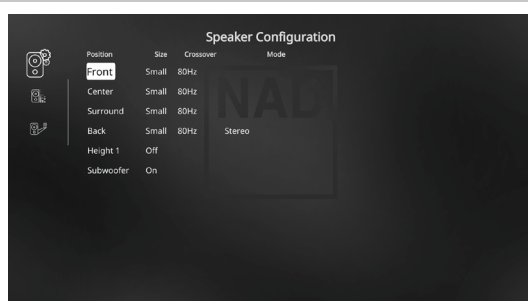 Speaker Configuration
Position Size Crossover Mode
Front Small 80Hz
Center Small 80Hz
Surround Small 80Hz
Back Small 80Hz Stereo
Height 1 Off
Subwoofer On
NAD